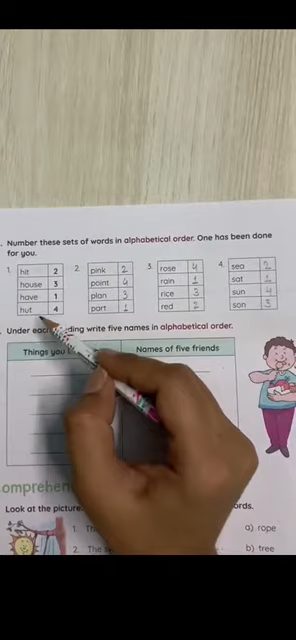 . Number these sets of words in alphabetical order. One has been done
for you.
1. hit 2 2. pink 2 3. rose 4 4. sea 2
house 3 point 4 rain 1 sat 1
have 1 plan 3 rice 3 sun 4
hut 4 part 1 red 2 son 3
. Under each heading write five names in alphabetical order.
Things you Names of five friends
omprehen
Look at the picture ords.
1. a) rope
2. The b) tree